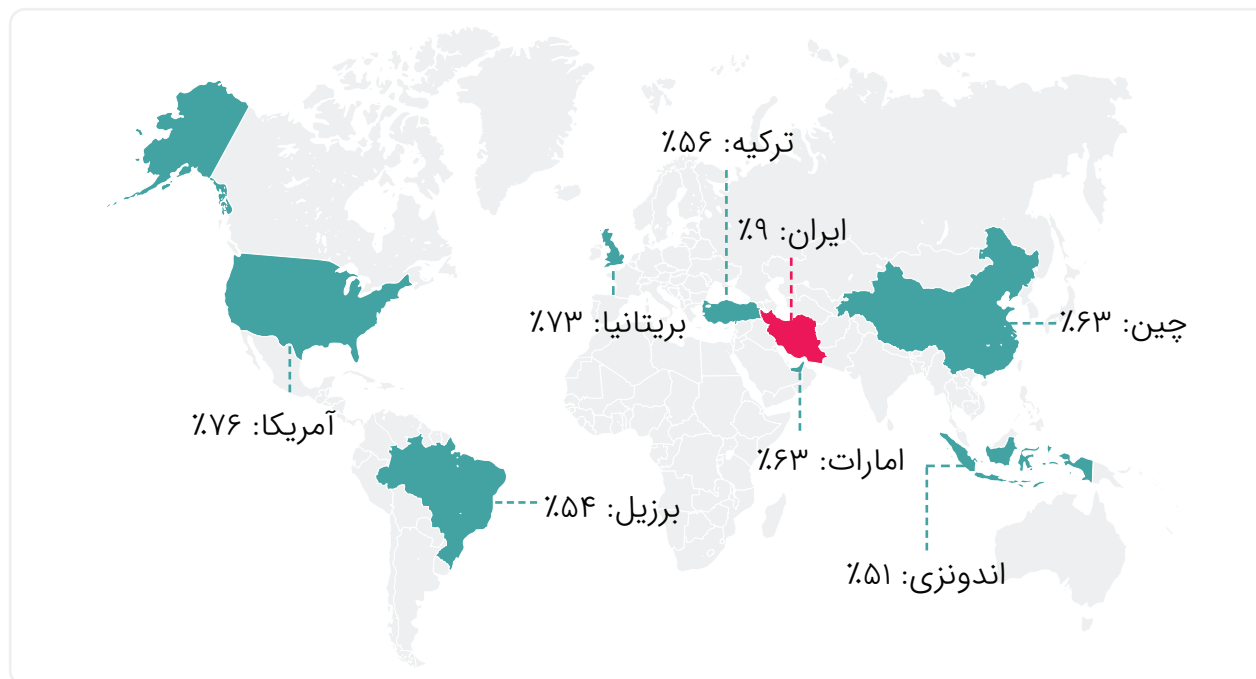 ترکیه: ۵۶٪
ایران: ۹٪
بریتانیا: ۷۳٪
چین: ۶۳٪
آمریکا: ۷۶٪
امارات: ۶۳٪
برزیل: ۵۴٪
اندونزی: ۵۱٪